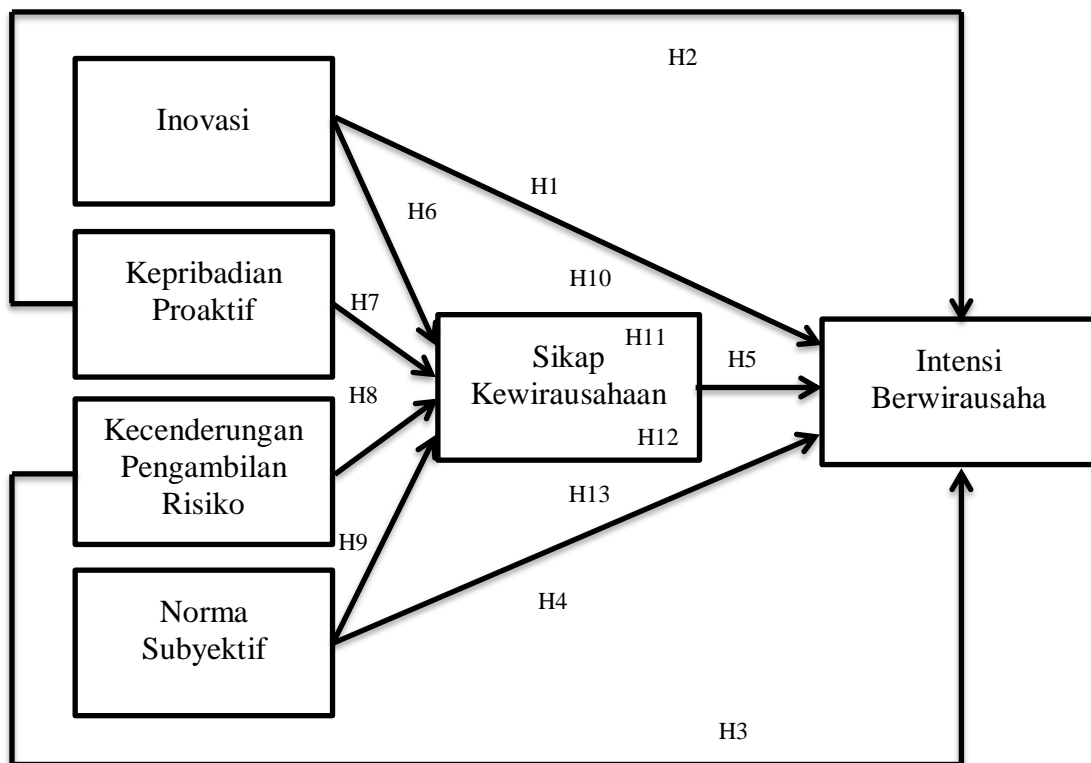 H2
Inovasi
H1
H6
Kepribadian
Proaktif
H10
H7
H11
Sikap
Kewirausahaan
H5
Intensi
Berwirausaha
H8
H12
Kecenderungan
Pengambilan
Risiko
H13
H9
H4
Norma
Subyektif
H3